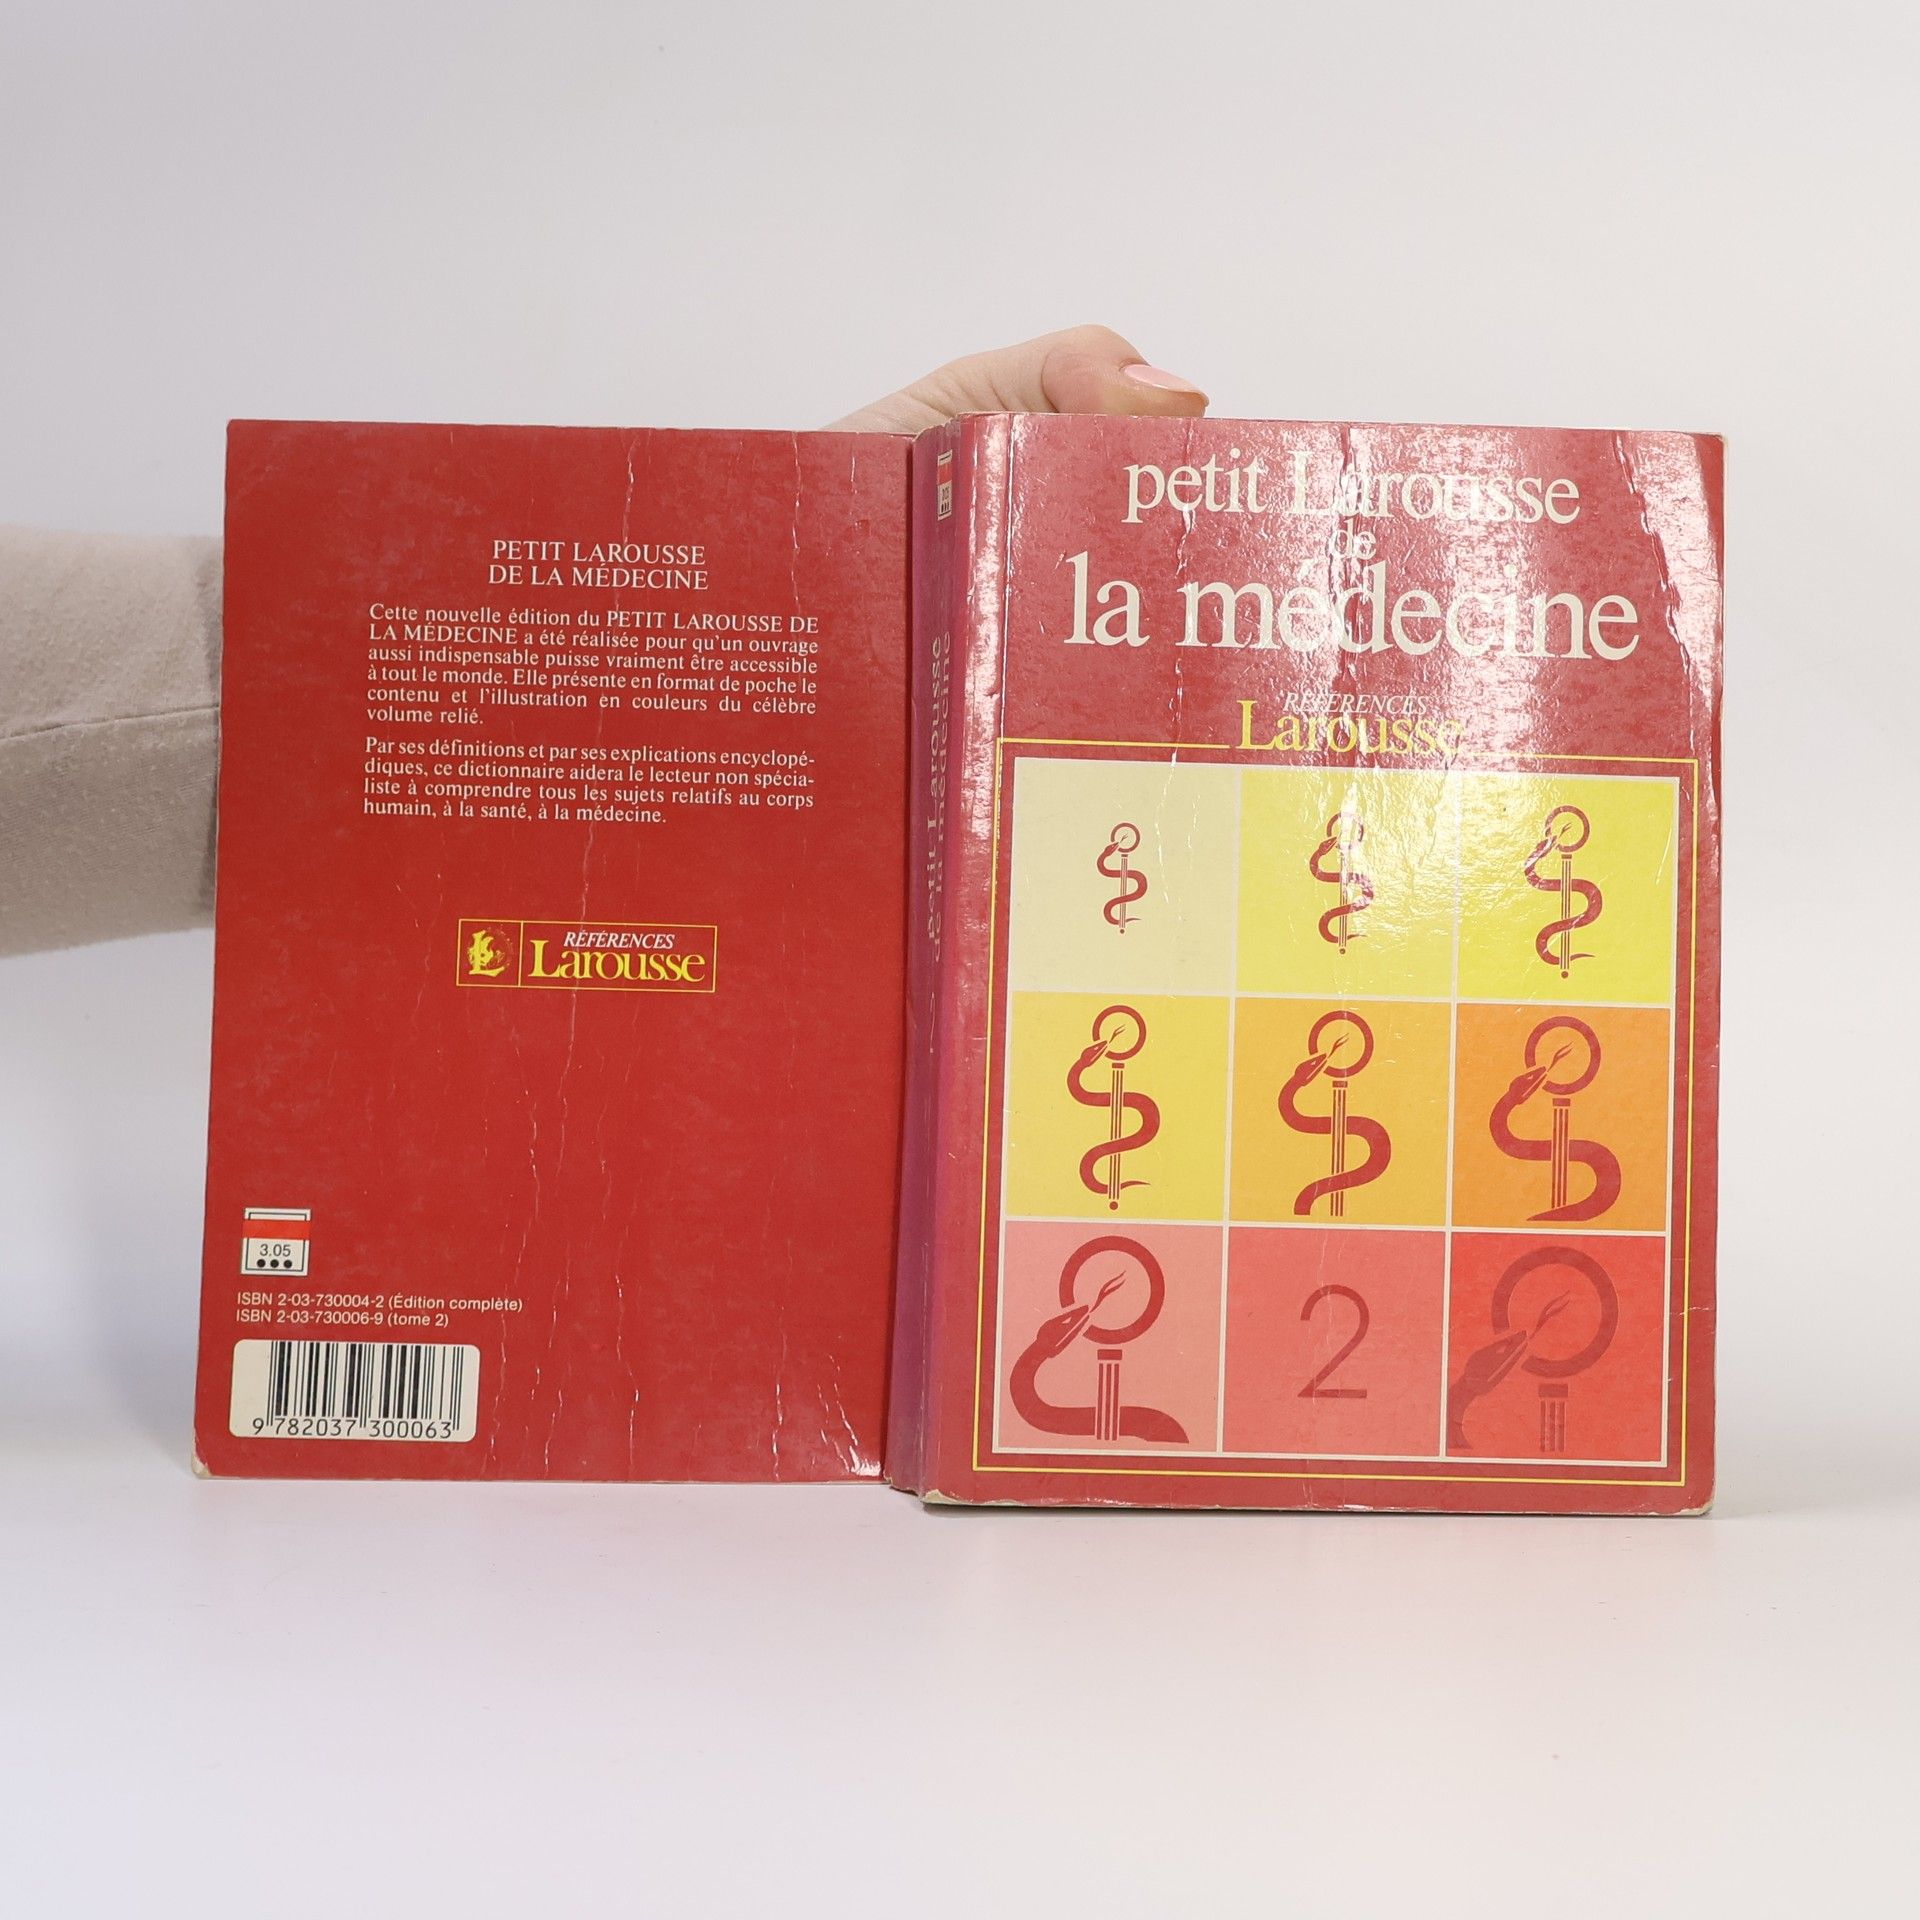 PETIT LAROUSSE
DE LA MÉDECINE
Cette nouvelle édition du PETIT LAROUSSE DE
LA MÉDECINE a été réalisée pour qu'un ouvrage
aussi indispensable puisse vraiment être accessible
à tout le monde. Elle présente en format de poche le
contenu et l'illustration en couleurs du célèbre
volume relié.
Par ses définitions et par ses explications encyclopé-
diques, ce dictionnaire aidera le lecteur non spécia-
liste à comprendre tous les sujets relatifs au corps
humain, à la santé, à la médecine.
RÉFÉRENCES
Larousse
3.05
ISBN 2-03-730004-2 (Édition complète)
ISBN 2-03-730006-9 (tome 2)
9 782037 300063
petit Larousse
de la médecine
2
petit Larousse
de
la médecine
RÉFÉRENCES
Larousse
2